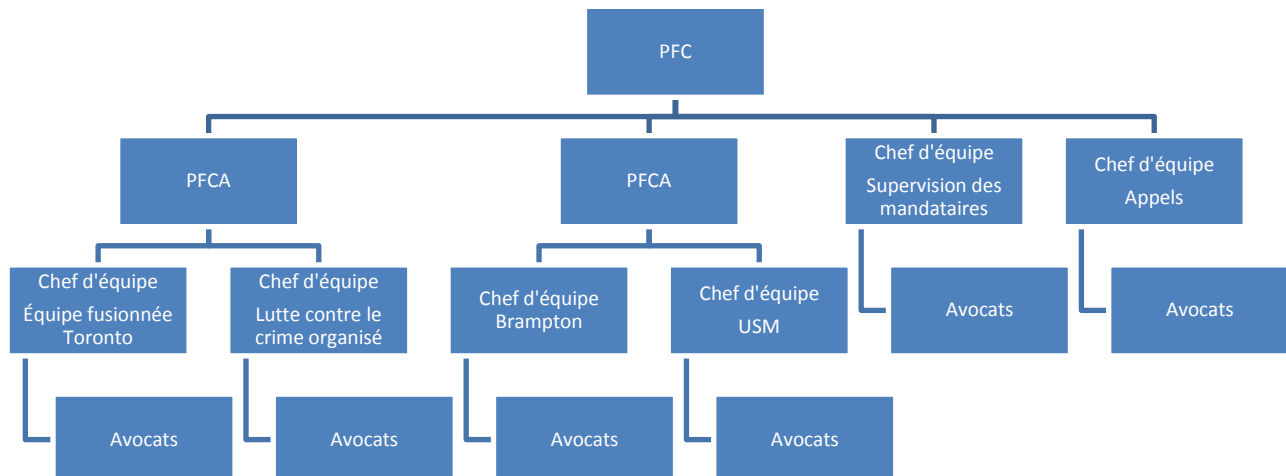 PFC
PFCA
PFCA
Chef d'équipe
Supervision des
mandataires
Chef d'équipe
Appels
Chef d'équipe
Équipe fusionnée
Toronto
Chef d'équipe
Lutte contre le
crime organisé
Chef d'équipe
Brampton
Chef d'équipe
USM
Avocats
Avocats
Avocats
Avocats
Avocats
Avocats